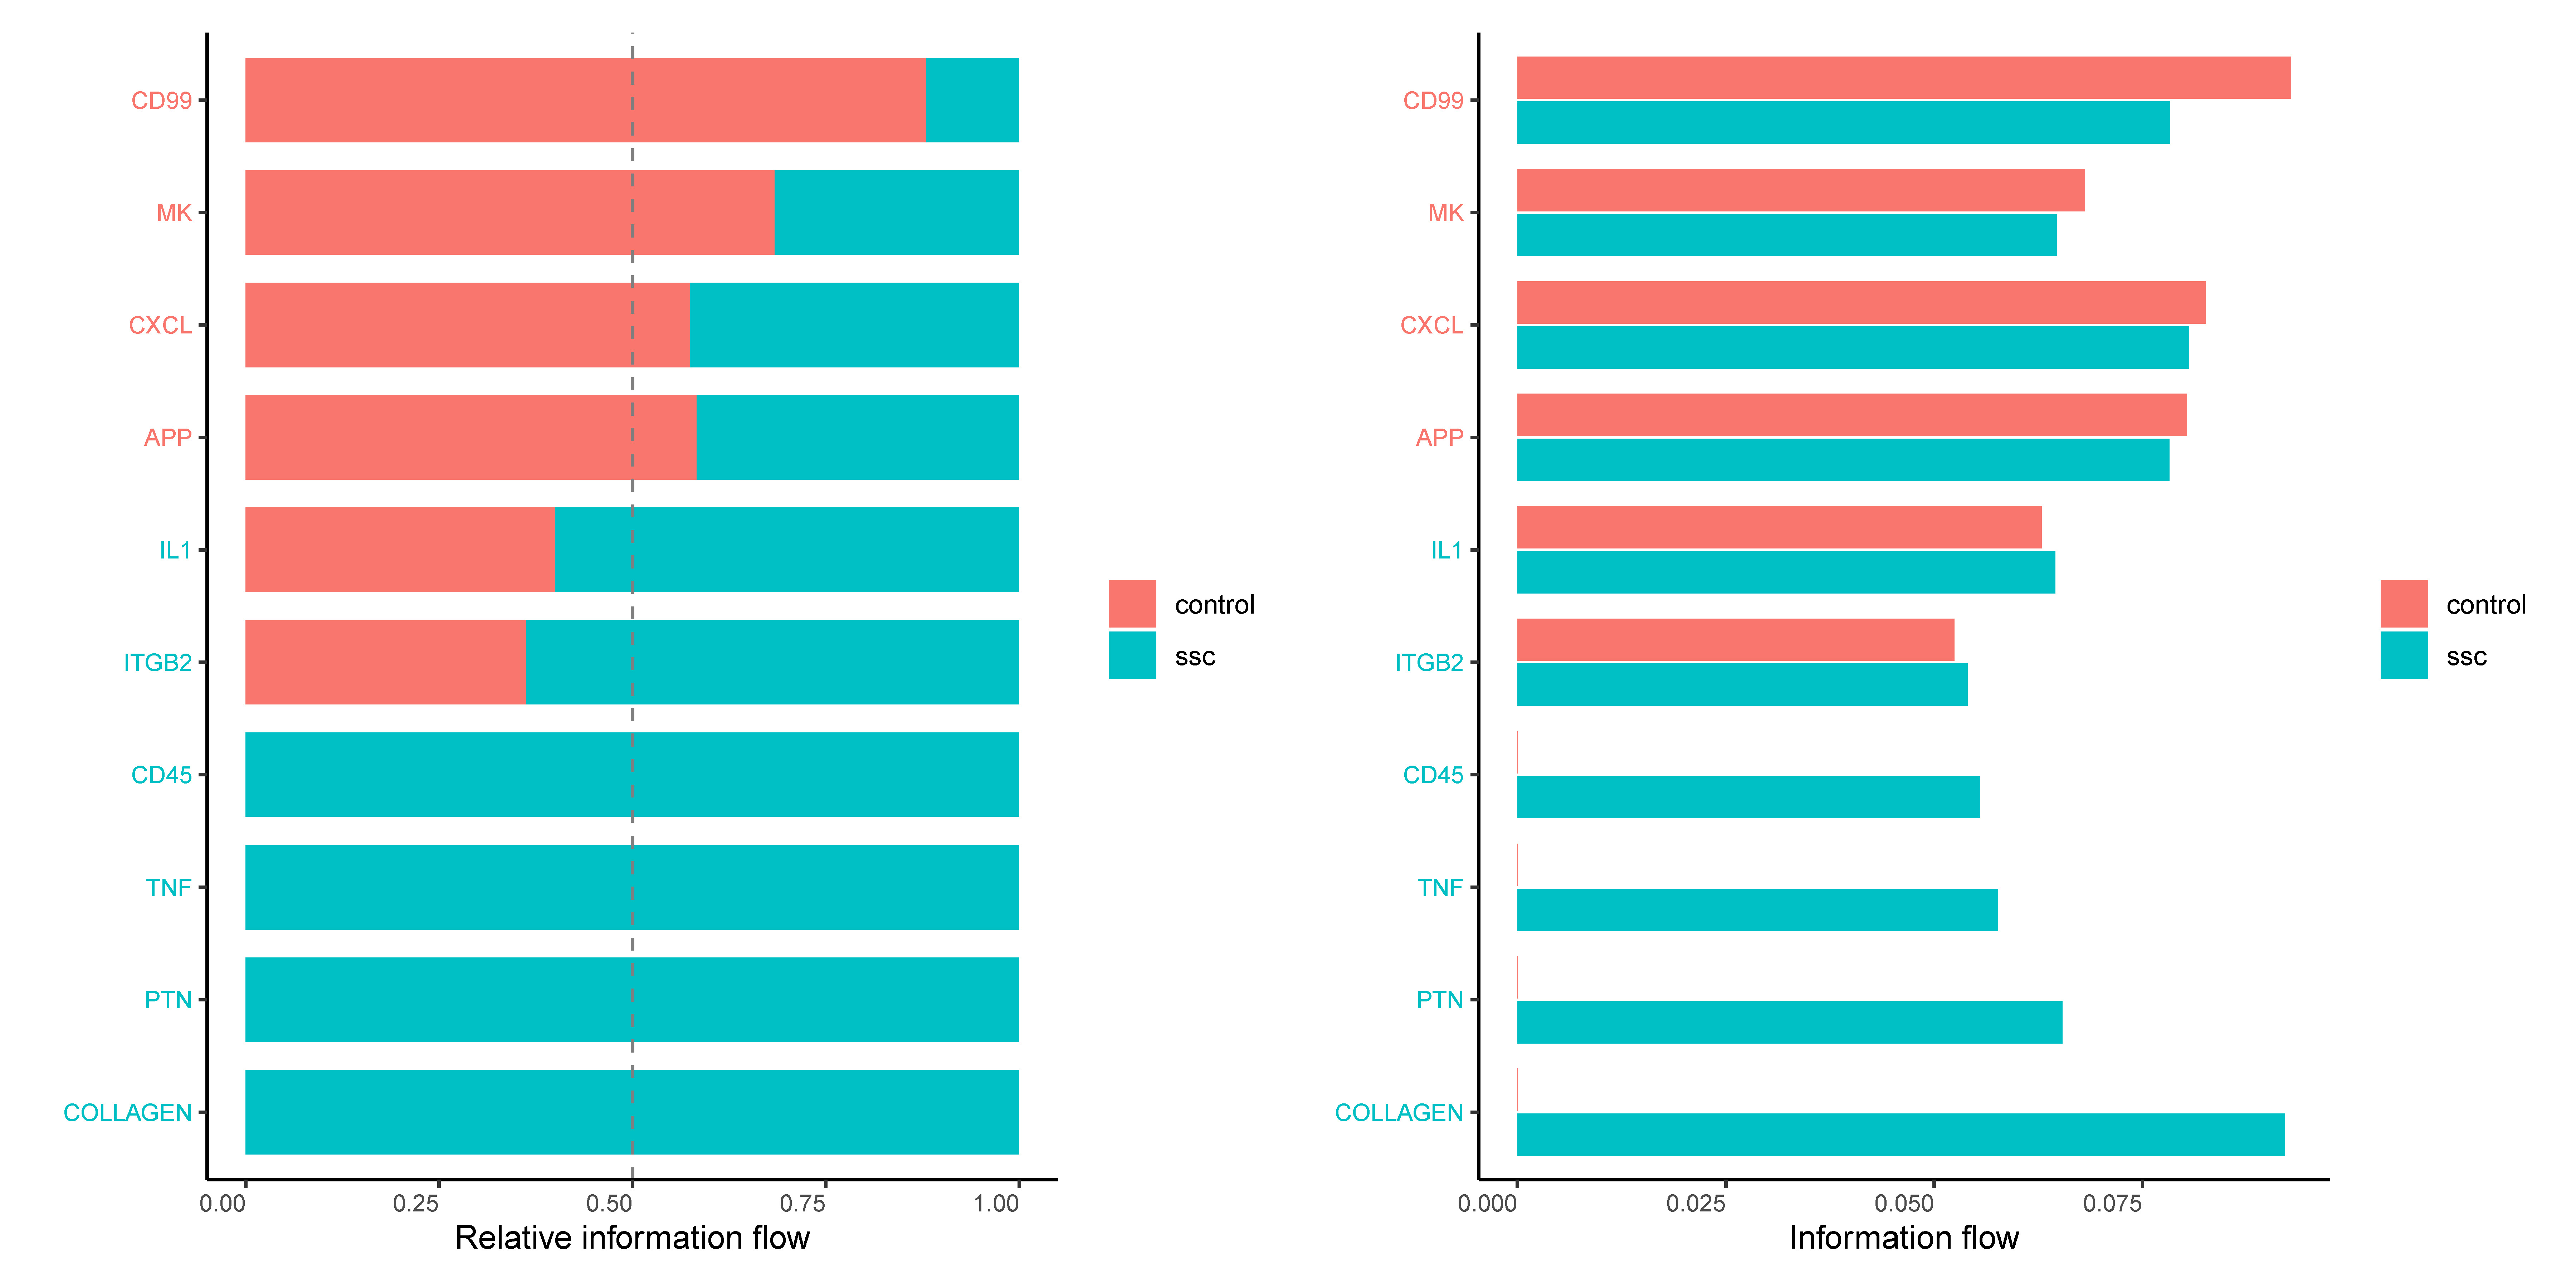 CD99
MK
CXCL
APP
IL1
ITGB2
CD45
TNF
PTN
COLLAGEN
0.00 0.25 0.50 0.75 1.00
Relative information flow
control
ssc
CD99
MK
CXCL
APP
IL1
ITGB2
CD45
TNF
PTN
COLLAGEN
0.000 0.025 0.050 0.075
Information flow
control
ssc